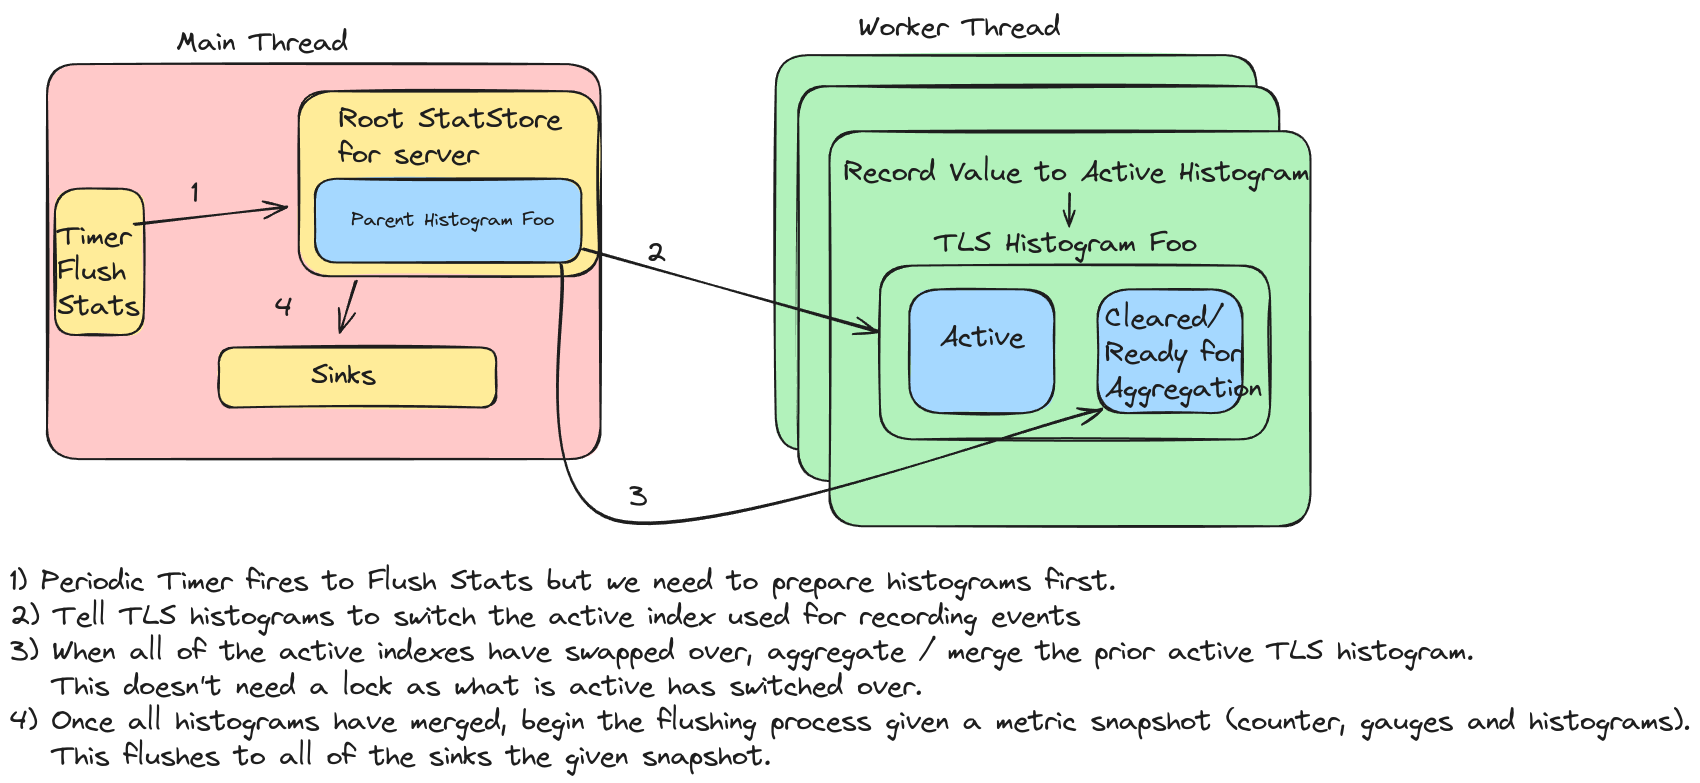 Main Thread
Worker Thread
Root StatStore
for server
Parent Histogram Foo
1
Timer
Flush
Stats
2
4
Sinks
3
Record Value to Active Histogram
TLS Histogram Foo
Active
Cleared/
Ready for
Aggregation
1) Periodic Timer fires to Flush Stats but we need to prepare histograms first.
2) Tell TLS histograms to switch the active index used for recording events
3) When all of the active indexes have swapped over, aggregate / merge the prior active TLS histogram.
This doesn't need a lock as what is active has switched over.
4) Once all histograms have merged, begin the flushing process given a metric snapshot (counter, gauges and histograms).
This flushes to all of the sinks the given snapshot.